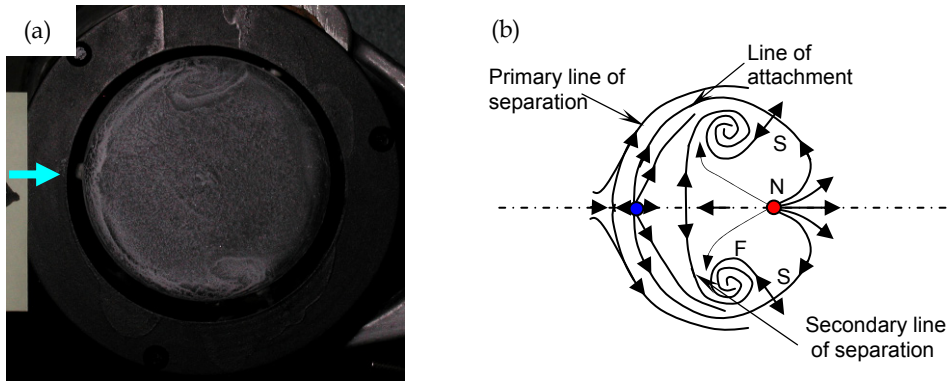 (a)
(b)
Primary line of
separation
Line of
attachment
S
N
F
S
Secondary line
of separation